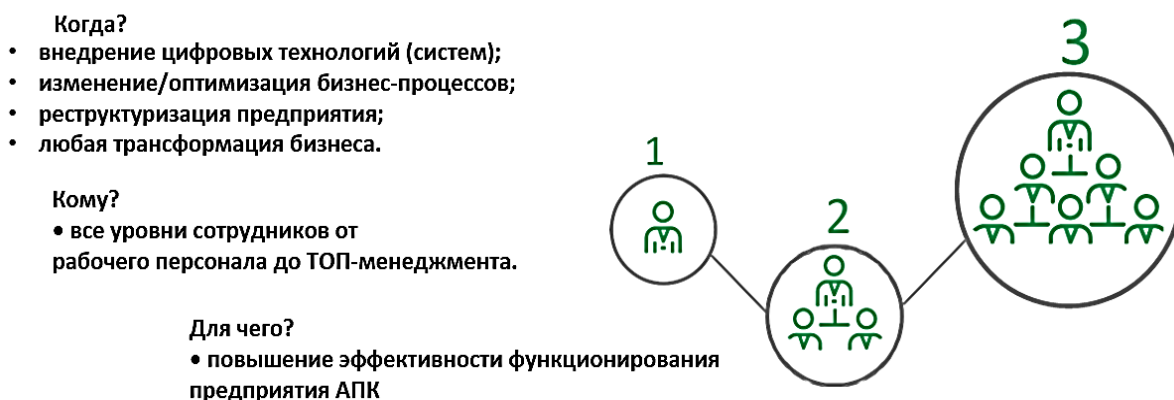 Когда?
• внедрение цифровых технологий (систем);
• изменение/оптимизация бизнес-процессов;
• реструктуризация предприятия;
• любая трансформация бизнеса.
Кому?
• все уровни сотрудников от
рабочего персонала до ТОП-менеджмента.
Для чего?
• повышение эффективности функционирования
предприятия АПК
1
2
3